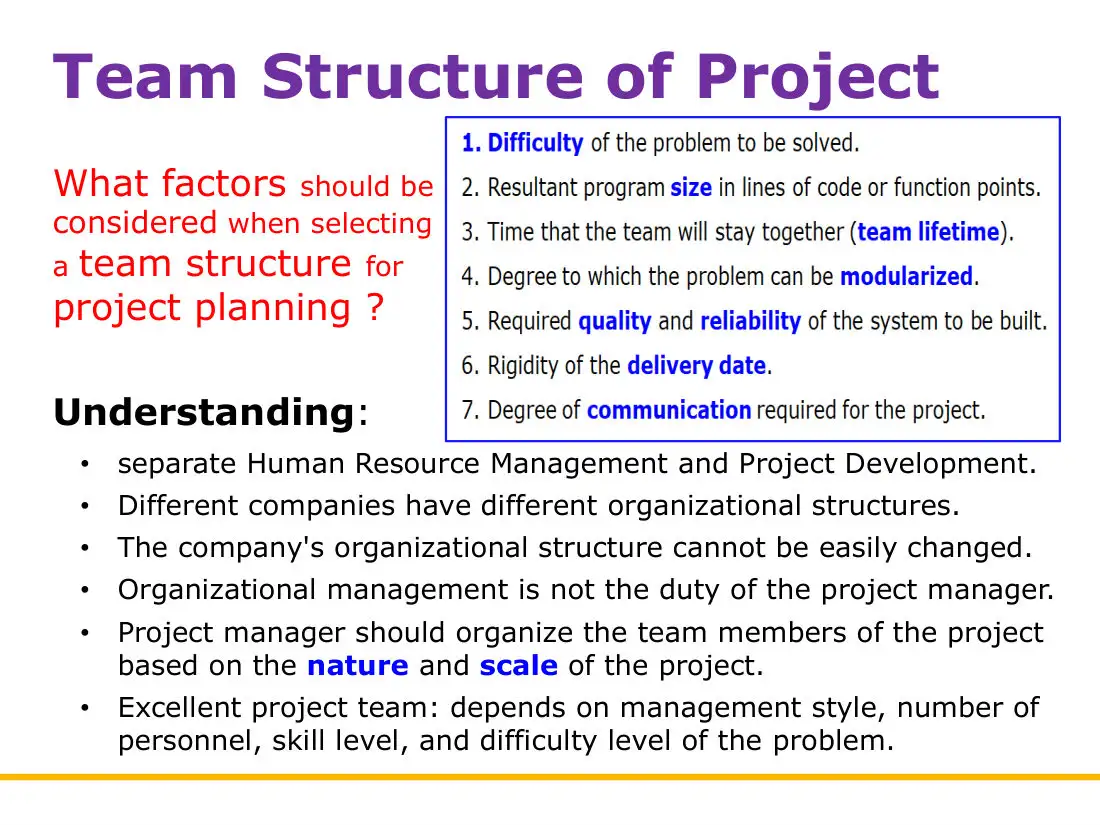 Team Structure of Project
What factors should be
considered when selecting
a team structure for
project planning ?
1. Difficulty of the problem to be solved.
2. Resultant program size in lines of code or function points.
3. Time that the team will stay together (team lifetime).
4. Degree to which the problem can be modularized.
5. Required quality and reliability of the system to be built.
6. Rigidity of the delivery date.
7. Degree of communication required for the project.
Understanding:
• separate Human Resource Management and Project Development.
• Different companies have different organizational structures.
• The company's organizational structure cannot be easily changed.
• Organizational management is not the duty of the project manager.
• Project manager should organize the team members of the project
based on the nature and scale of the project.
• Excellent project team: depends on management style, number of
personnel, skill level, and difficulty level of the problem.